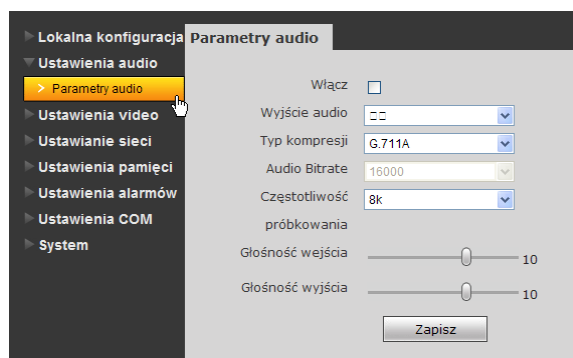 Lokalna konfiguracja
Ustawienia audio
> Parametry audio
Ustawienia video
Ustawianie sieci
Ustawienia pamięci
Ustawienia alarmów
Ustawienia COM
System
Parametry audio
Włącz
Wyjście audio □□
Typ kompresji G.711A
Audio Bitrate 16000
Częstotliwość 8k
próbkowania
Głośność wejścia 10
Głośność wyjścia 10
Zapisz